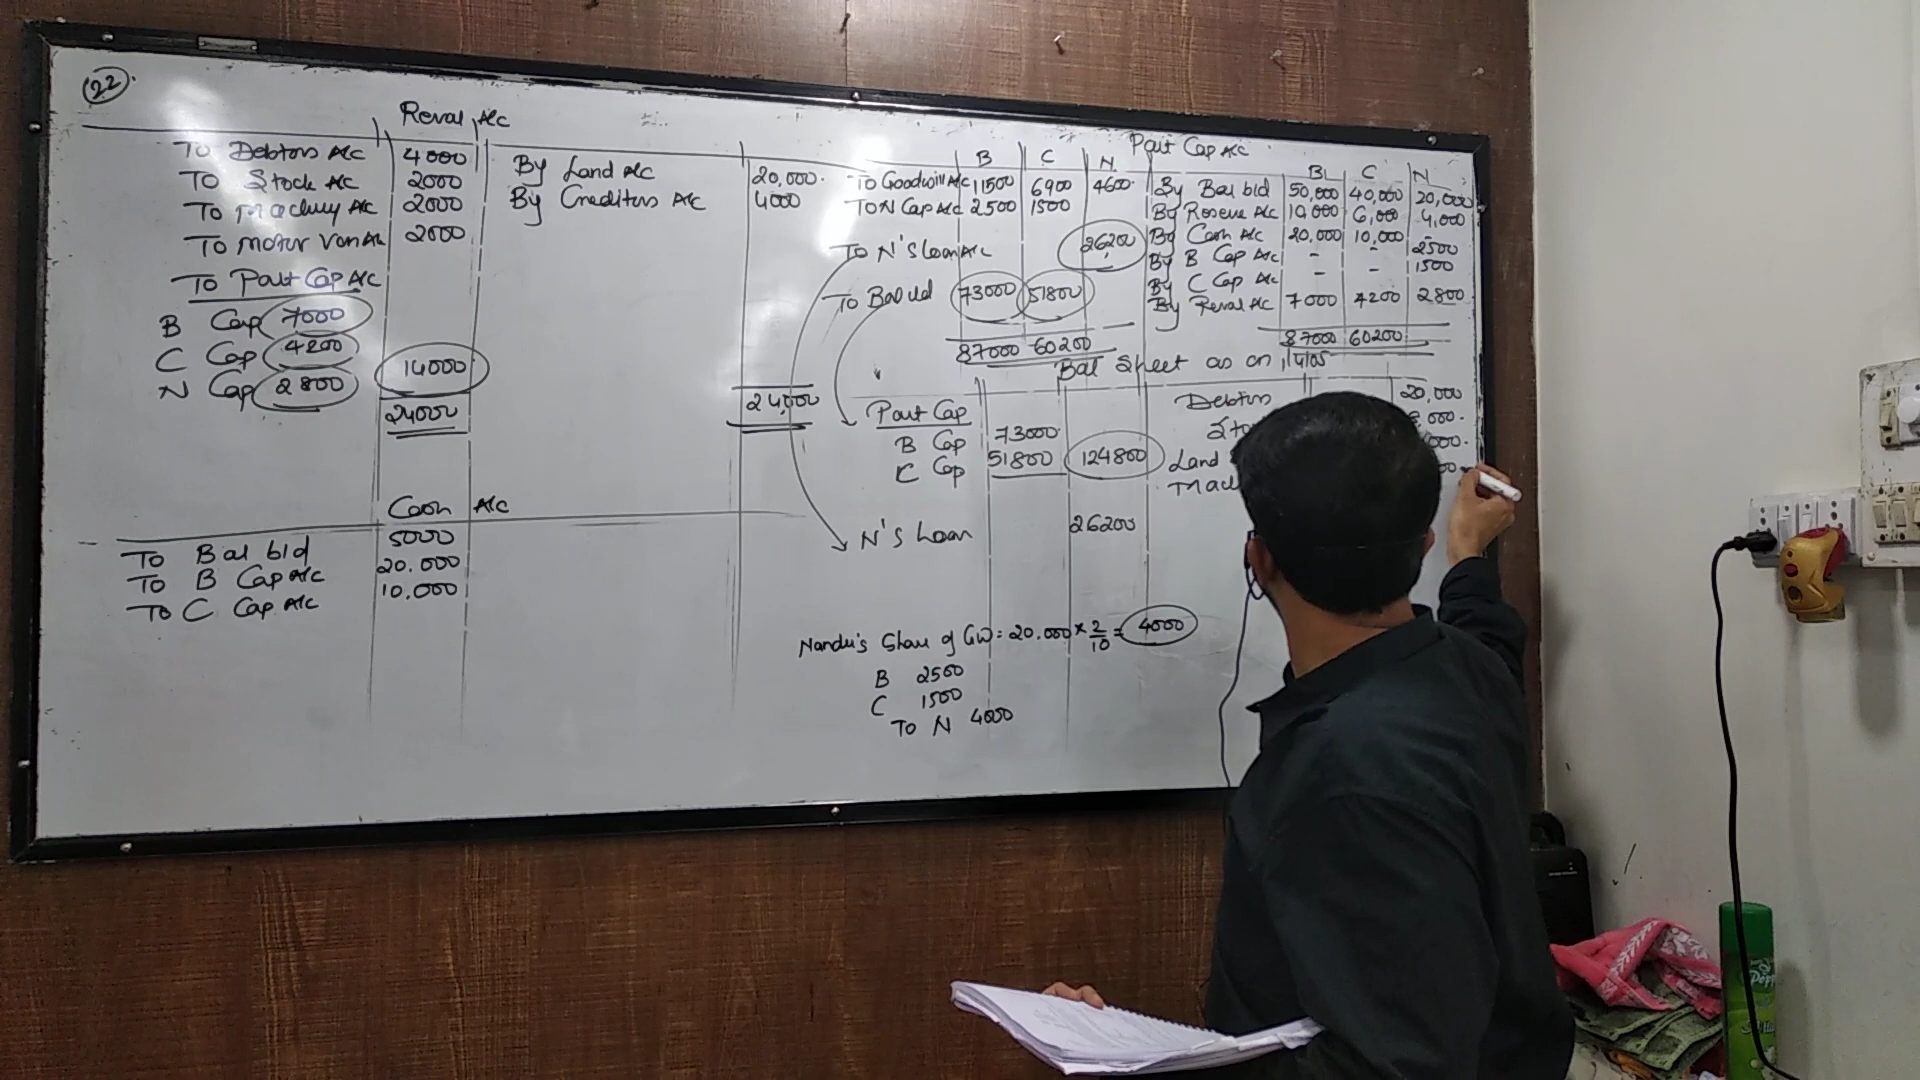 22
Reval A/c
To Debtors A/c 4000 By Land A/c 20,000
To Stock A/c 2000 By Creditors A/c 4000
To Machiny A/c 2000
To Motor Van A/c 2000
To Part Cap A/c
B Cap 7000
C Cap 4200 14000
N Cap 2800
24000 24,000
Cash A/c
To Bal b/d 5000
To B Cap A/c 20.000
To C Cap A/c 10,000
Part Cap A/c
B C N B C N
To Goodwill A/c 11500 6900 4600 By Bal b/d 50,000 40,000 20,000
To N Cap A/c 2500 1500 By Reserve A/c 10,000 6,000 4,000
To N's Loan A/c 26200 By Cash A/c 20,000 10,000 -
By B Cap A/c - - 2500
By C Cap A/c - - 1500
To Bal c/d 73000 51800 By Reval A/c 7000 4200 2800
87000 60200 87000 60200
Bal Sheet as on 1/4/05
Part Cap Debtors 20,000
B Cap 73000
C Cap 51800 124800 Land
N's Loan 26200
Nandu's Share of GW = 20,000 × 2/10 = 4000
B 2500
C 1500
To N 4000